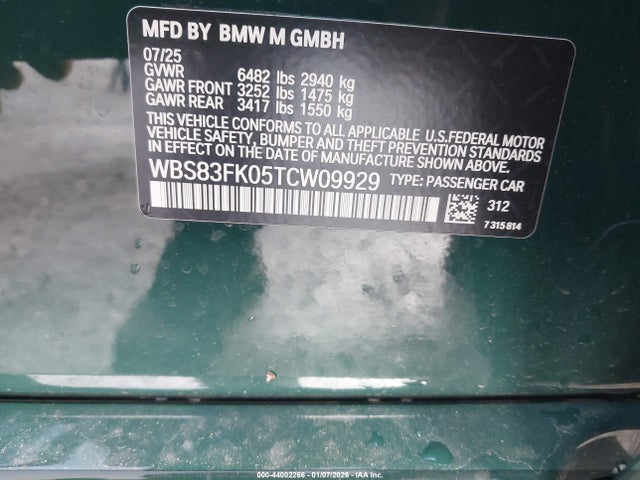 MFD BY BMW M GMBH
07/25
GVWR 6482 lbs 2940 kg
GAWR FRONT 3252 lbs 1475 kg
GAWR REAR 3417 lbs 1550 kg
THIS VEHICLE CONFORMS TO ALL APPLICABLE U.S.FEDERAL MOTOR
VEHICLE SAFETY, BUMPER AND THEFT PREVENTION STANDARDS
IN EFFECT ON THE DATE OF MANUFACTURE SHOWN ABOVE.
WBS83FK05TCW09929 TYPE: PASSENGER CAR
312
7 315 814
000-44002266 - 01/07/2026 - Copyright IAA, Inc.